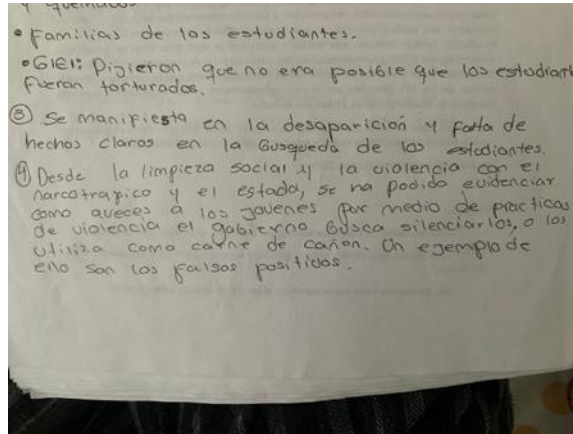 y quemados
• Familias de los estudiantes.
• GIEI: Dijieron que no era posible que los estudiant
fueran torturados.
③ Se manifiesta en la desaparición y falta de
hechos claros en la busqueda de los estudiantes.
④ Desde la limpieza social y la violencia con el
narcotrafico y el estado, se ha podido evidenciar
como aveces a los jovenes por medio de practicas
de violencia el gobierno busca silenciarlos, o los
utiliza como carne de cañon. Un egemplo de
ello son los falsos positivos.